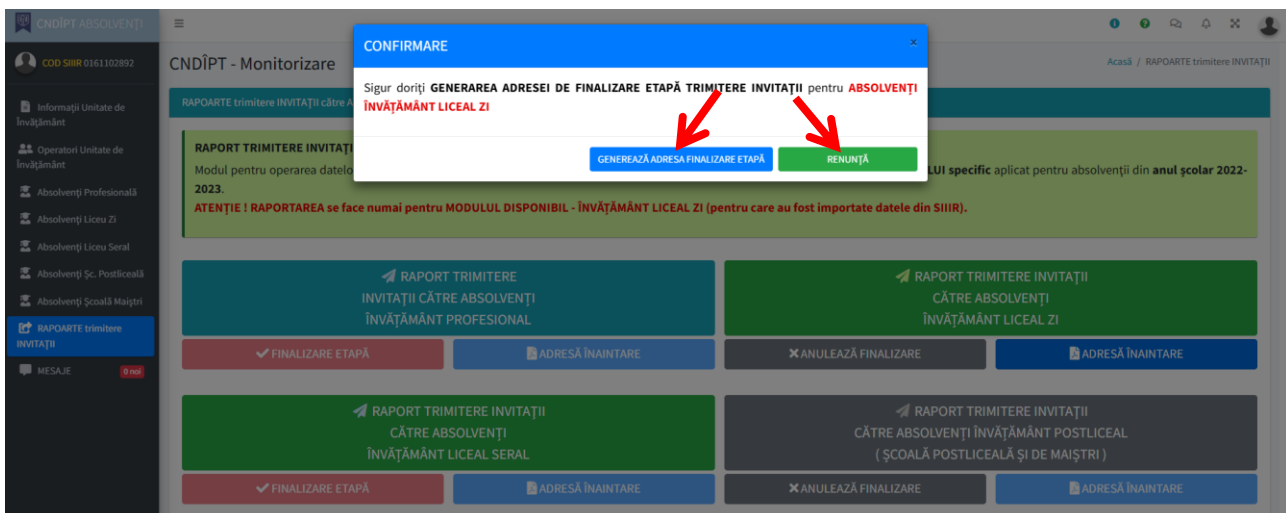 CNDÎPT ABSOLVENȚI
COD SIIIR 0161102892
Informații Unitate de
Învățământ
Operatori Unitate de
Învățământ
Absolvenți Profesională
Absolvenți Liceu Zi
Absolvenți Liceu Seral
Absolvenți Șc. Postliceală
Absolvenți Școală Maiștri
RAPOARTE trimitere
INVITAȚII
MESAJE
0 noi
CNDÎPT - Monitorizare
Acasă / RAPOARTE trimitere INVITAȚII
RAPOARTE trimitere INVITAȚII către A
CONFIRMARE
×
Sigur doriți GENERAREA ADRESEI DE FINALIZARE ETAPĂ TRIMITERE INVITAȚII pentru ABSOLVENȚI
ÎNVĂȚĂMÂNT LICEAL ZI
GENEREAZĂ ADRESA FINALIZARE ETAPĂ
RENUNȚĂ
RAPORT TRIMITERE INVITAȚI
Modul pentru operarea datelo
LUI specific aplicat pentru absolvenții din anul școlar 2022-
2023.
ATENȚIE ! RAPORTAREA se face numai pentru MODULUL DISPONIBIL - ÎNVĂȚĂMÂNT LICEAL ZI (pentru care au fost importate datele din SIIIR).
RAPORT TRIMITERE
INVITAȚII CĂTRE ABSOLVENȚI
ÎNVĂȚĂMÂNT PROFESIONAL
FINALIZARE ETAPĂ
ADRESĂ ÎNAINTARE
RAPORT TRIMITERE INVITAȚII
CĂTRE ABSOLVENȚI
ÎNVĂȚĂMÂNT LICEAL ZI
ANULEAZĂ FINALIZARE
ADRESĂ ÎNAINTARE
RAPORT TRIMITERE INVITAȚII
CĂTRE ABSOLVENȚI
ÎNVĂȚĂMÂNT LICEAL SERAL
FINALIZARE ETAPĂ
ADRESĂ ÎNAINTARE
RAPORT TRIMITERE INVITAȚII
CĂTRE ABSOLVENȚI ÎNVĂȚĂMÂNT POSTLICEAL
( ȘCOALĂ POSTLICEALĂ ȘI DE MAIȘTRI )
ANULEAZĂ FINALIZARE
ADRESĂ ÎNAINTARE